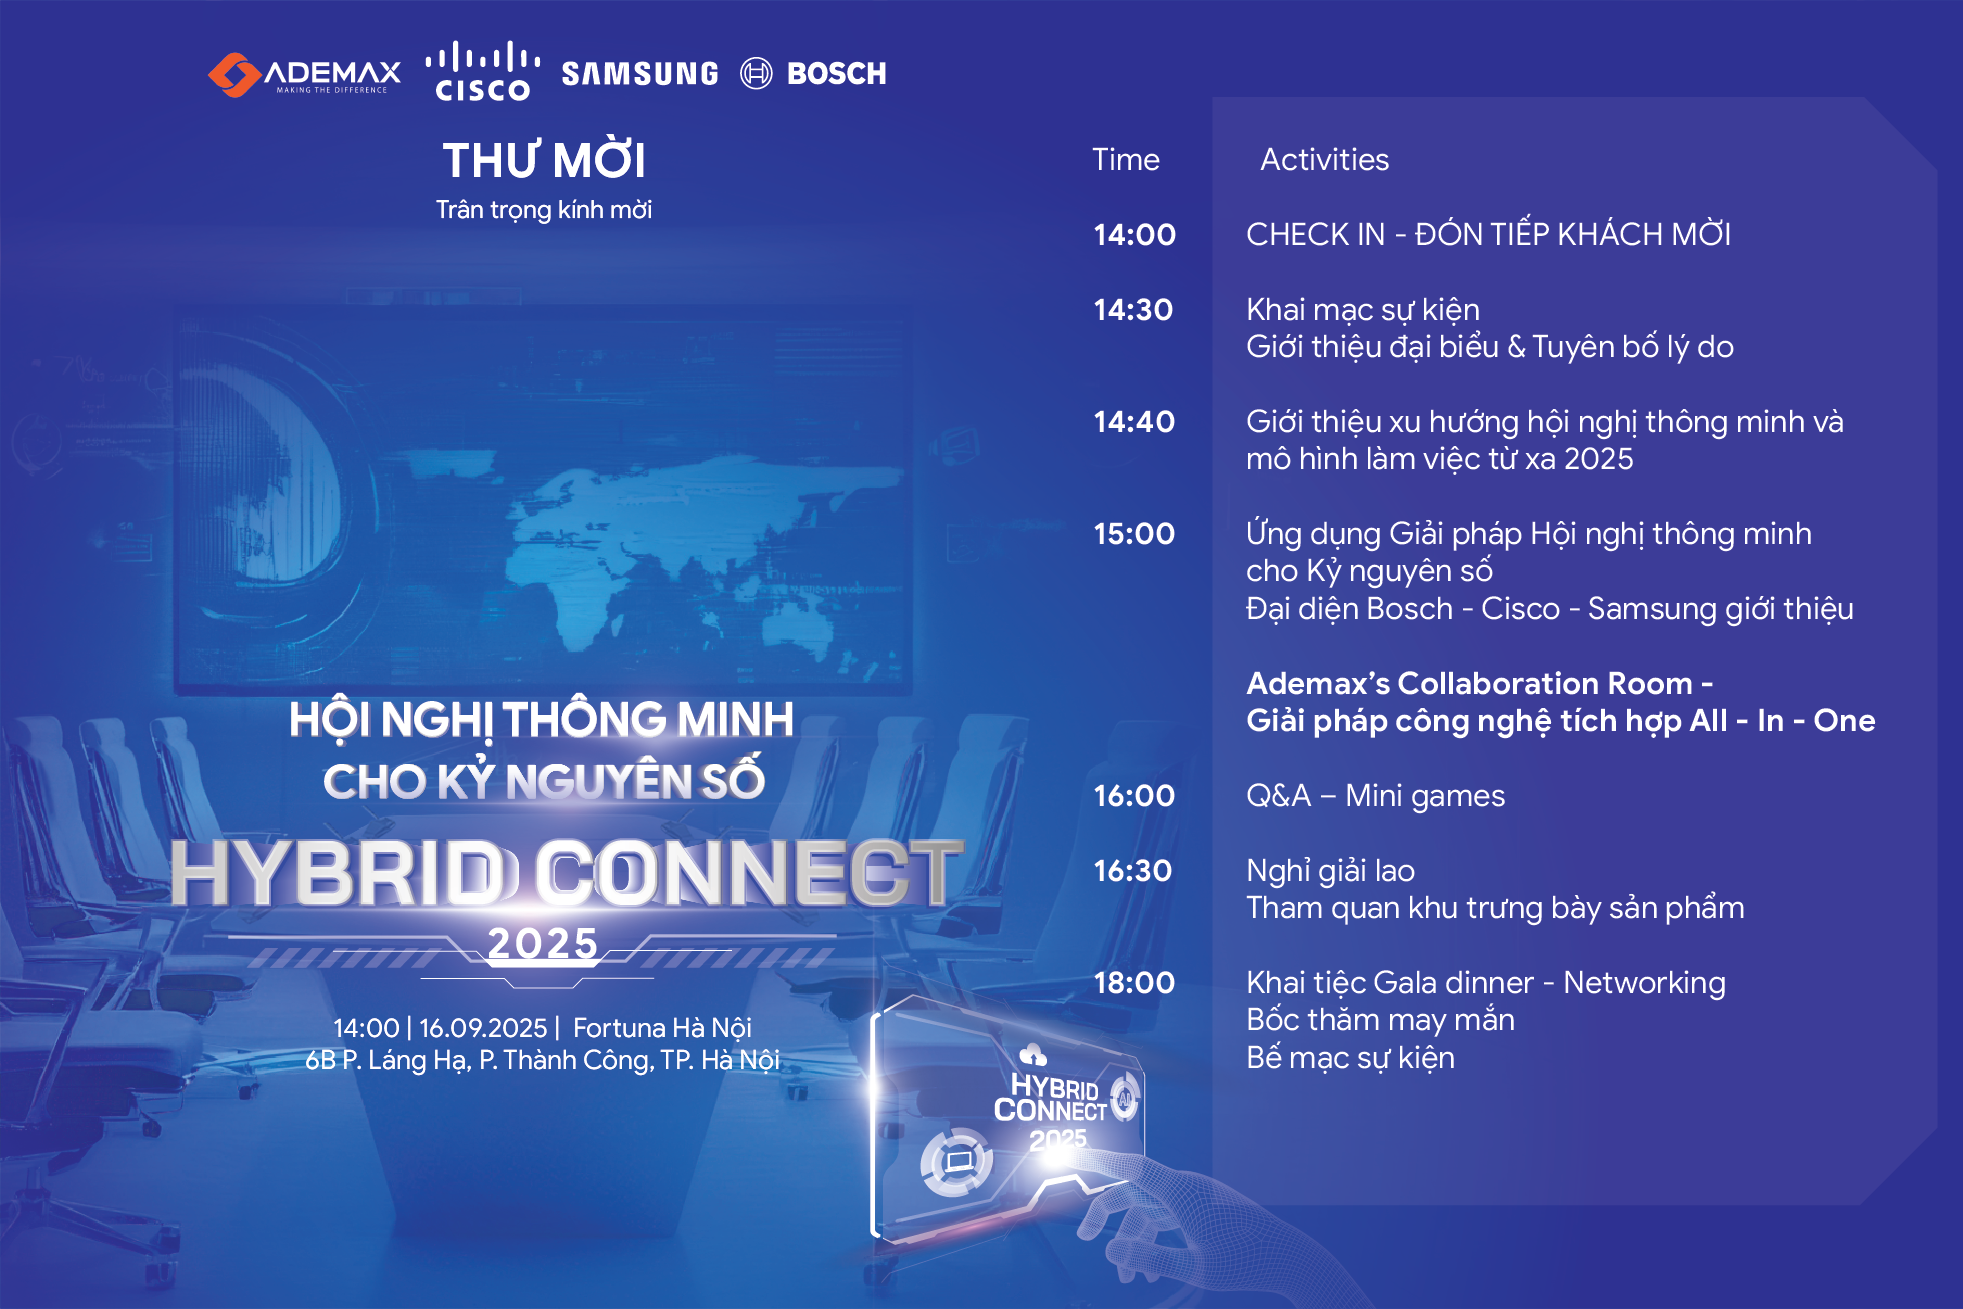 ADEMAX
MAKING THE DIFFERENCE
CISCO
SAMSUNG
BOSCH
THƯ MỜI
Trân trọng kính mời
HỘI NGHỊ THÔNG MINH
CHO KỶ NGUYÊN SỐ
HYBRID CONNECT
2025
14:00 | 16.09.2025 | Fortuna Hà Nội
6B P. Láng Hạ, P. Thành Công, TP. Hà Nội
HYBRID
CONNECT
2025
AI
Time Activities
14:00 CHECK IN - ĐÓN TIẾP KHÁCH MỜI
14:30 Khai mạc sự kiện
Giới thiệu đại biểu & Tuyên bố lý do
14:40 Giới thiệu xu hướng hội nghị thông minh và
mô hình làm việc từ xa 2025
15:00 Ứng dụng Giải pháp Hội nghị thông minh
cho Kỷ nguyên số
Đại diện Bosch - Cisco - Samsung giới thiệu
Ademax’s Collaboration Room -
Giải pháp công nghệ tích hợp All - In - One
16:00 Q&A – Mini games
16:30 Nghỉ giải lao
Tham quan khu trưng bày sản phẩm
18:00 Khai tiệc Gala dinner - Networking
Bốc thăm may mắn
Bế mạc sự kiện